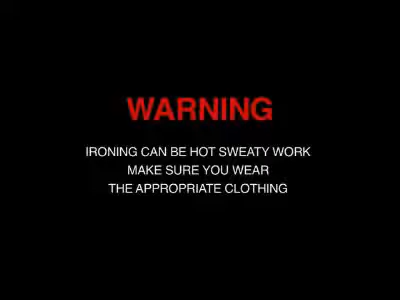 WARNING
IRONING CAN BE HOT SWEATY WORK
MAKE SURE YOU WEAR
THE APPROPRIATE CLOTHING